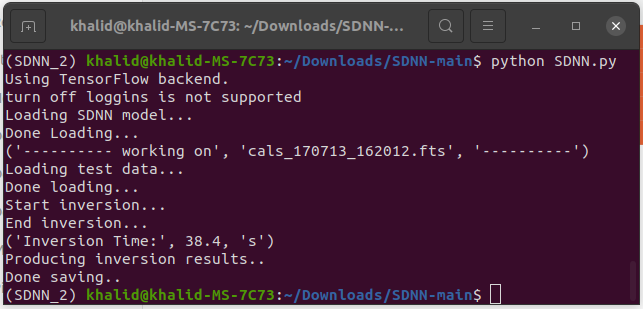 khalid@khalid-MS-7C73: ~/Downloads/SDNN-...
(SDNN_2) khalid@khalid-MS-7C73:~/Downloads/SDNN-main$ python SDNN.py
Using TensorFlow backend.
turn off loggins is not supported
Loading SDNN model...
Done Loading...
('---------- working on', 'cals_170713_162012.fts', '----------')
Loading test data...
Done loading...
Start inversion...
End inversion...
('Inversion Time:', 38.4, 's')
Producing inversion results..
Done saving..
(SDNN_2) khalid@khalid-MS-7C73:~/Downloads/SDNN-main$